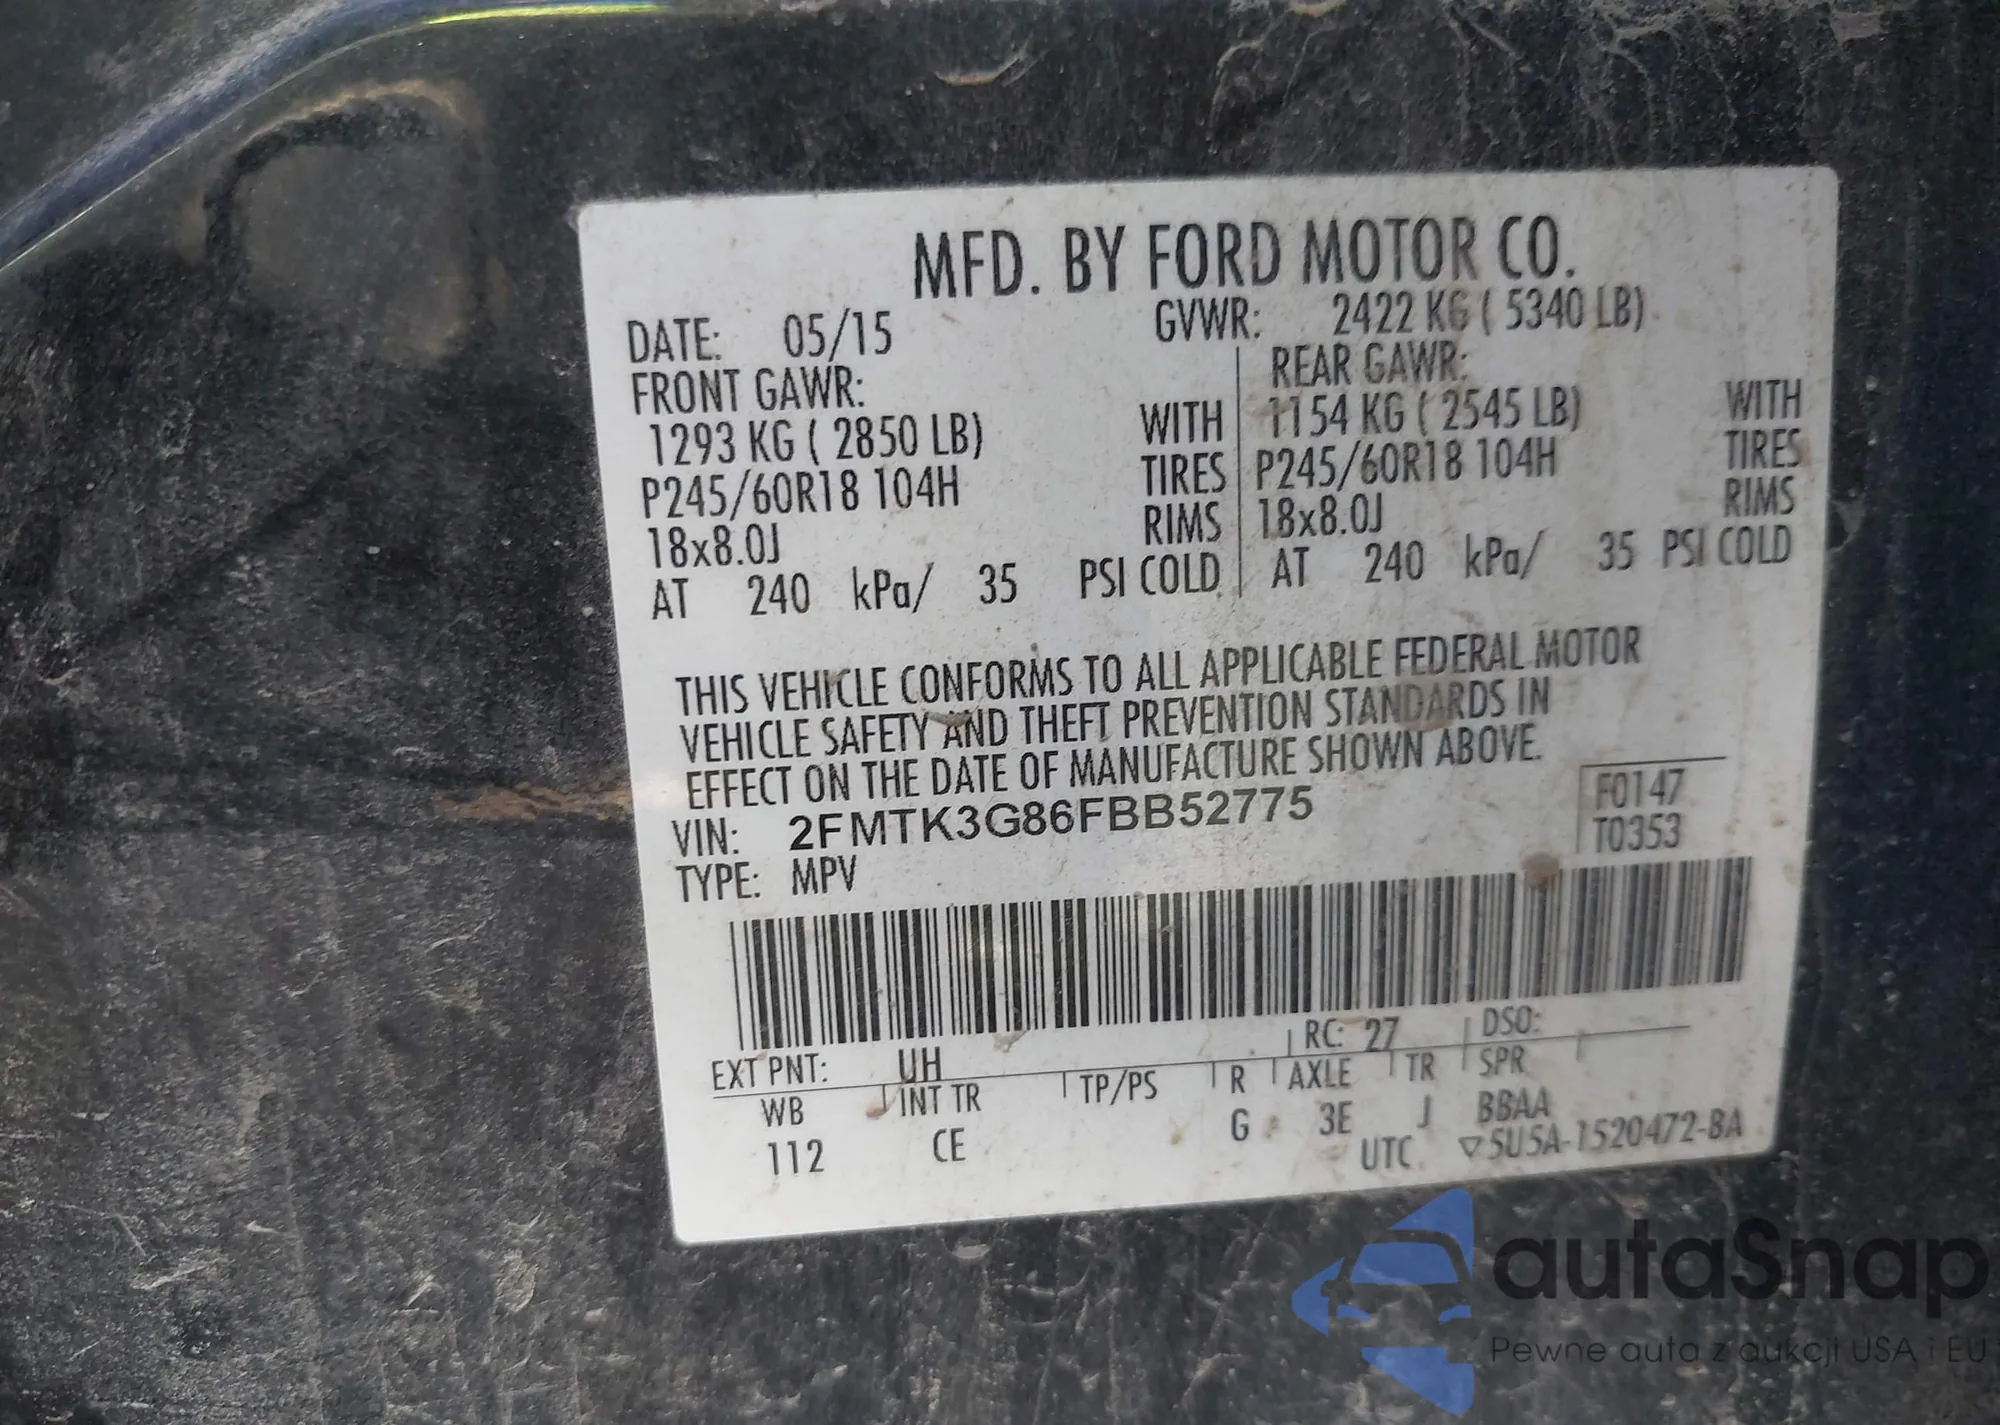 MFD. BY FORD MOTOR CO.
DATE: 05/15 GVWR: 2422 KG ( 5340 LB)
FRONT GAWR: REAR GAWR:
1293 KG ( 2850 LB) WITH 1154 KG ( 2545 LB) WITH
P245/60R18 104H TIRES P245/60R18 104H TIRES
18x8.0J RIMS 18x8.0J RIMS
AT 240 kPa/ 35 PSI COLD AT 240 kPa/ 35 PSI COLD
THIS VEHICLE CONFORMS TO ALL APPLICABLE FEDERAL MOTOR
VEHICLE SAFETY AND THEFT PREVENTION STANDARDS IN
EFFECT ON THE DATE OF MANUFACTURE SHOWN ABOVE.
VIN: 2FMTK3G86FBB52775 F0147
TYPE: MPV T0353
EXT PNT: UH RC: 27 DSO:
WB INT TR TP/PS R AXLE TR SPR
112 CE G 3E J BBAA
UTC ▽5U5A-1520472-BA
autaSnap
Pewne auta z aukcji USA i EU